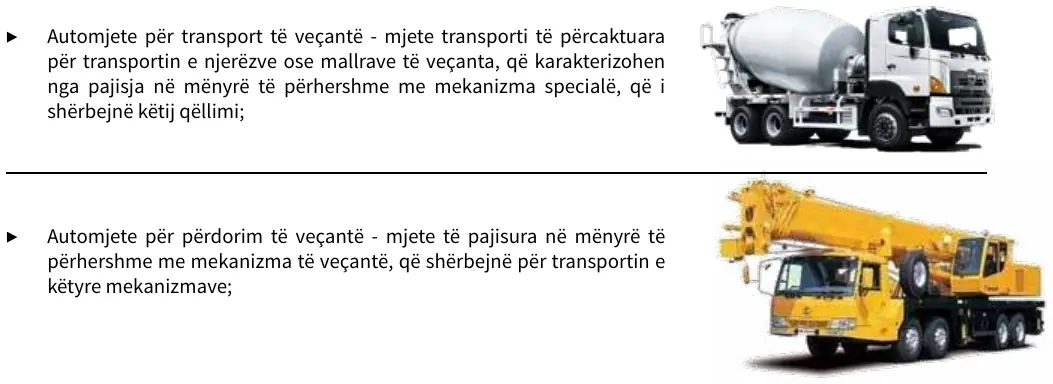 ▶ Automjete për transport të veçantë - mjete transporti të përcaktuara
për transportin e njerëzve ose mallrave të veçanta, që karakterizohen
nga pajisja në mënyrë të përhershme me mekanizma specialë, që i
shërbejnë këtij qëllimi;
▶ Automjete për përdorim të veçantë - mjete të pajisura në mënyrë të
përhershme me mekanizma të veçantë, që shërbejnë për transportin e
këtyre mekanizmave;